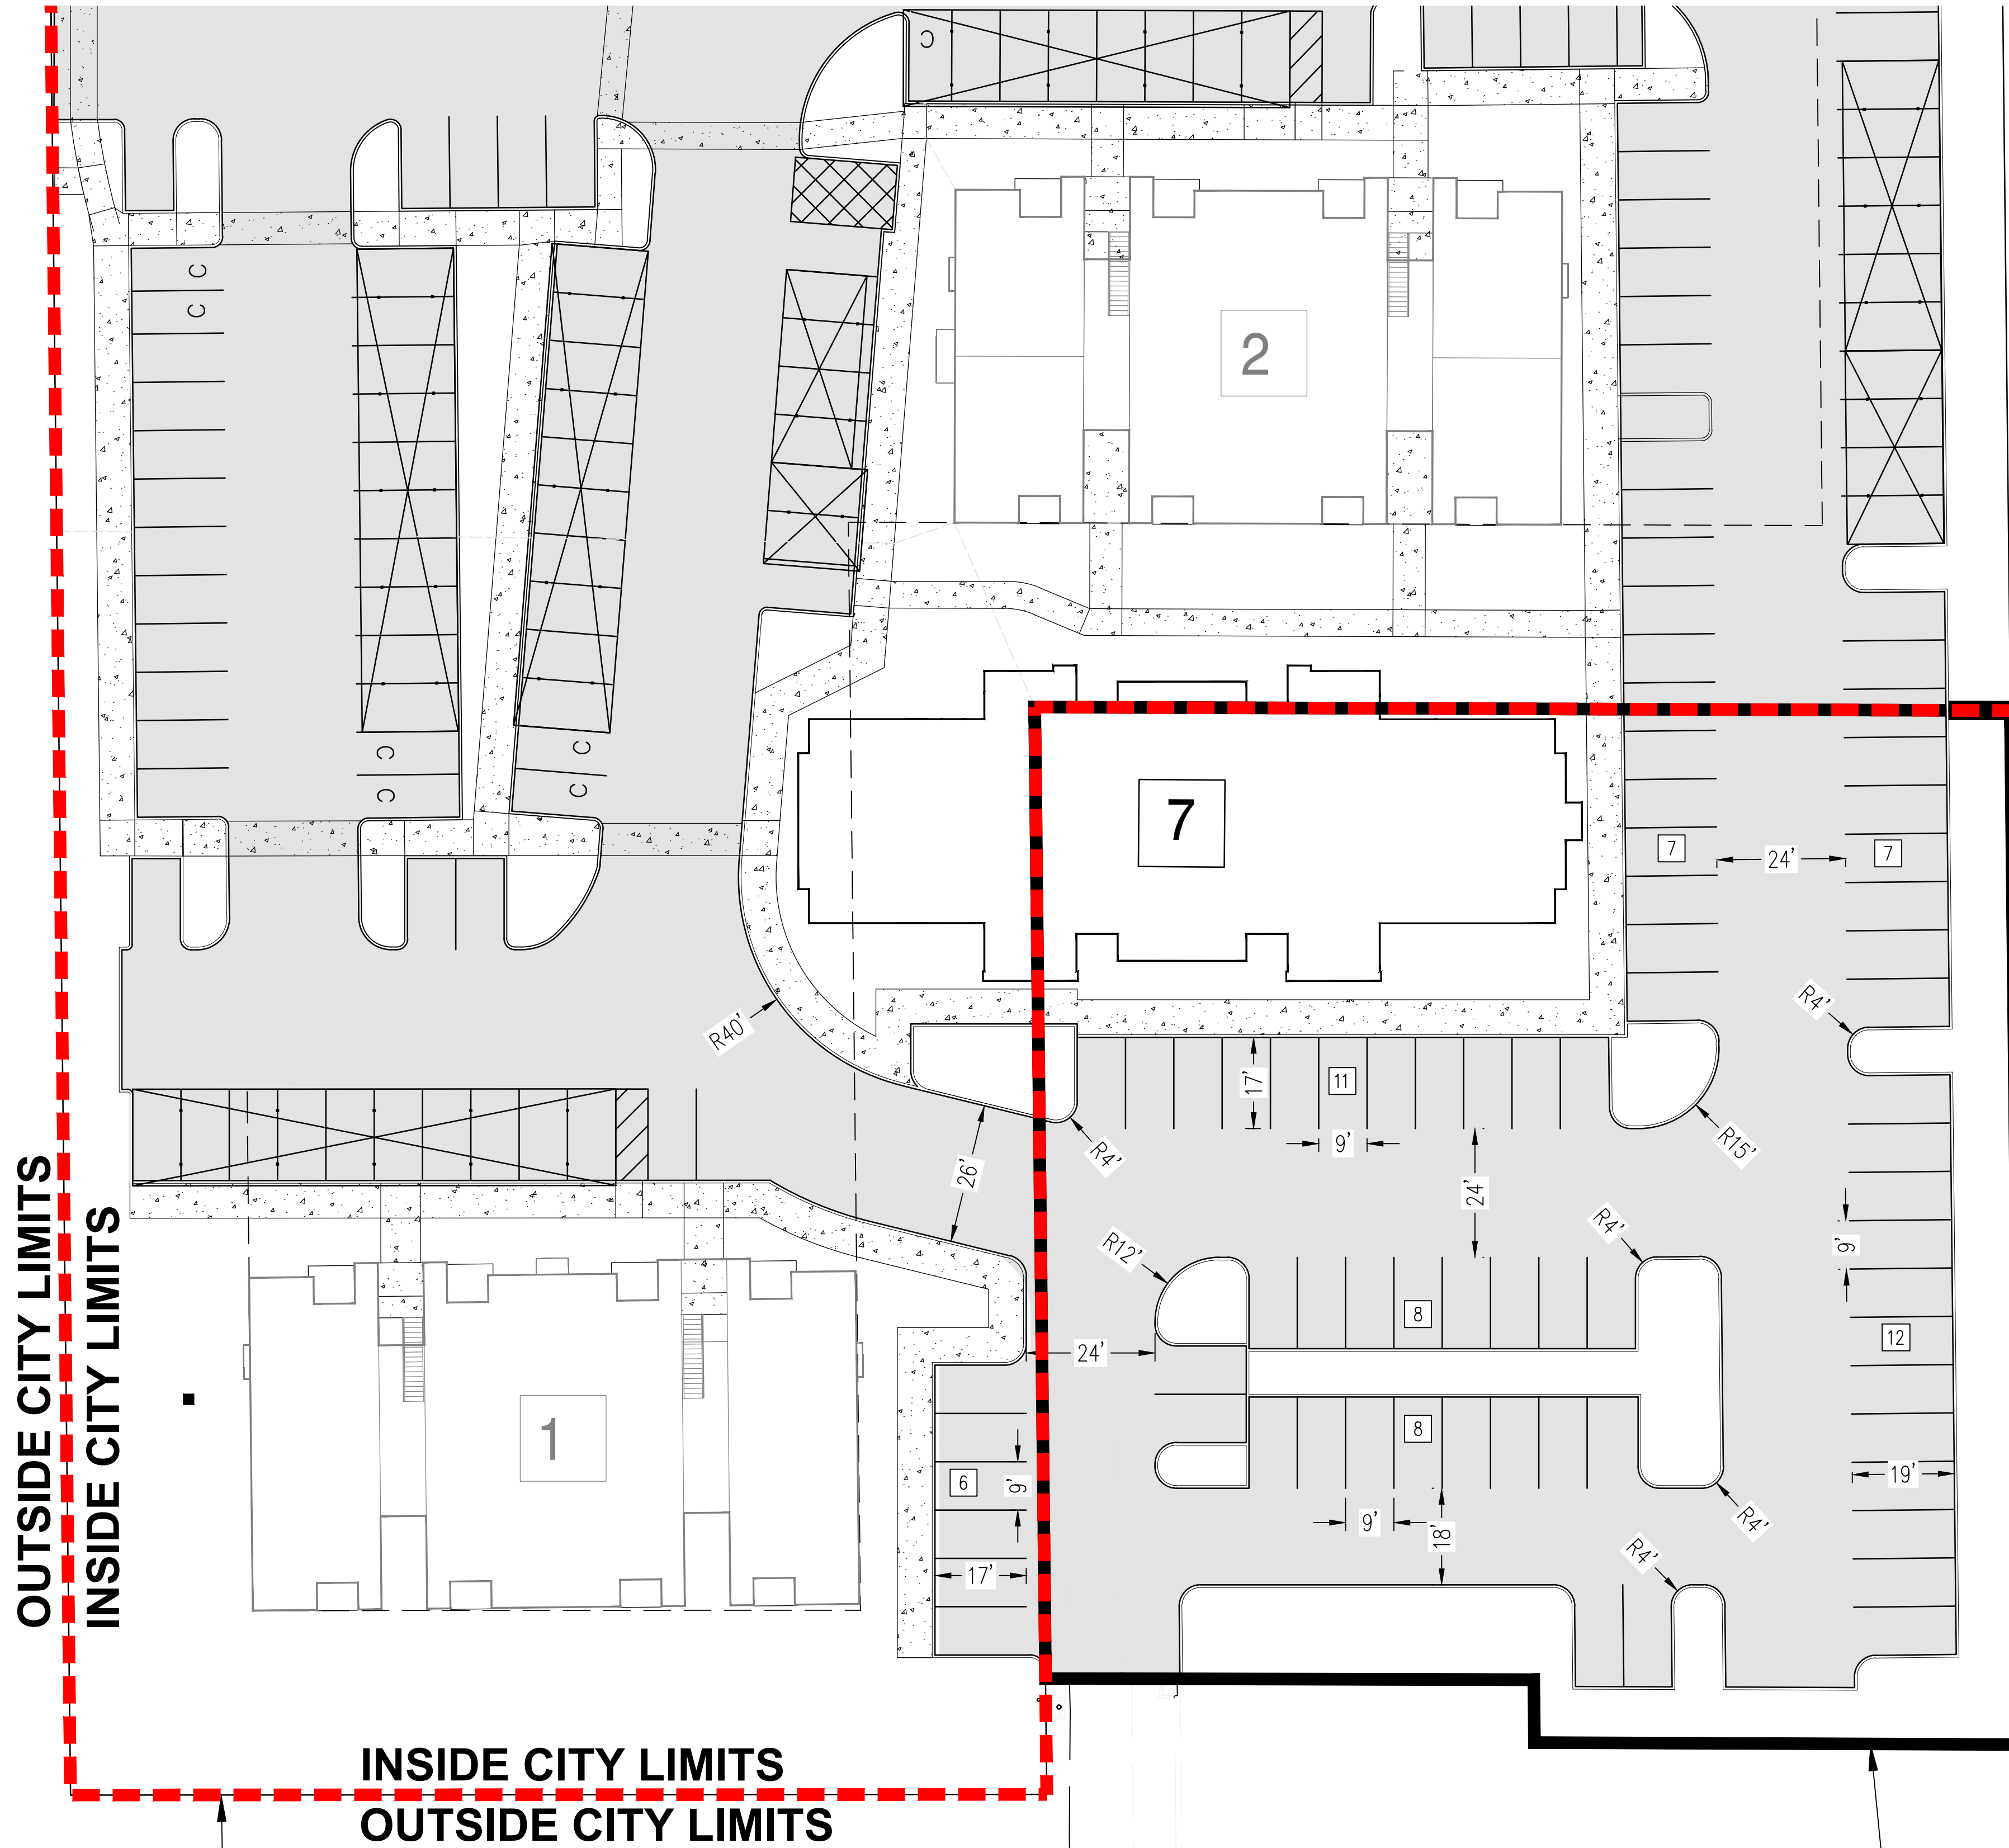 C
C
C
2
7
7
24'
7
C
C
C
C
R4'
R40'
17'
11
9'
R4'
R15'
26'
24'
R4'
R12'
9'
8
24'
12
1
8
6
9'
19'
9'
18'
R4'
17'
R4'
OUTSIDE CITY LIMITS
INSIDE CITY LIMITS
INSIDE CITY LIMITS
OUTSIDE CITY LIMITS